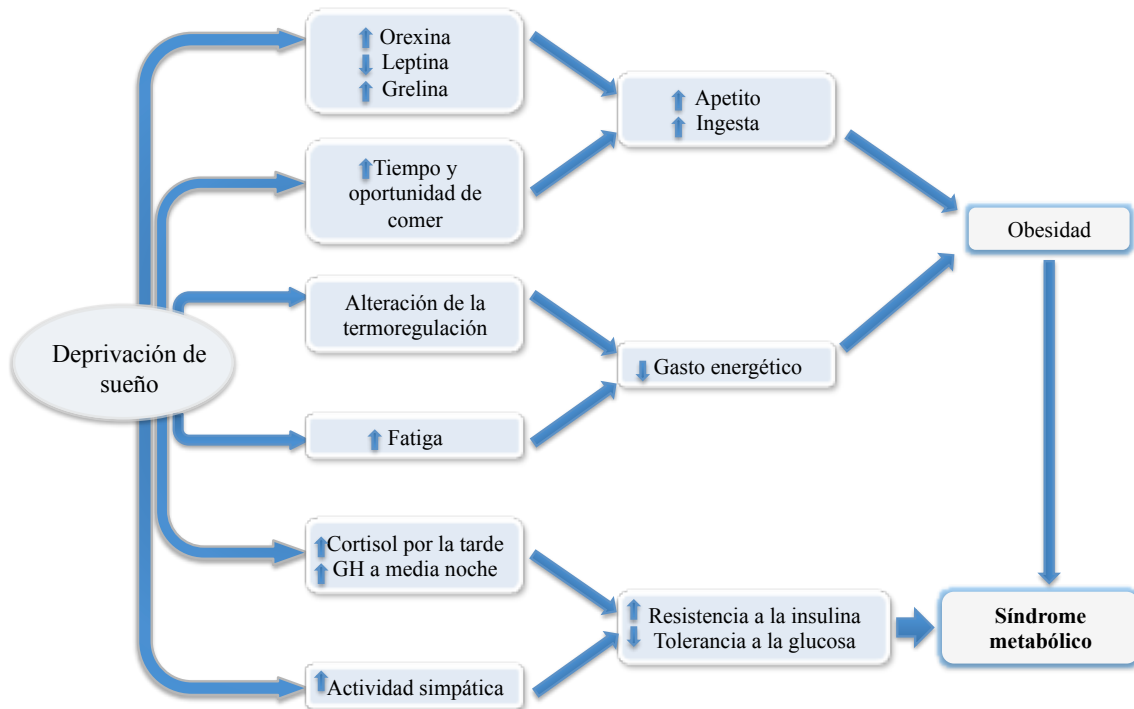 Orexina
Leptina
Grelina
Apetito
Ingesta
Tiempo y
oportunidad de
comer
Obesidad
Alteración de la
termoregulación
Deprivación de
sueño
Gasto energético
Fatiga
Cortisol por la tarde
GH a media noche
Resistencia a la insulina
Tolerancia a la glucosa
Síndrome
metabólico
Actividad simpática